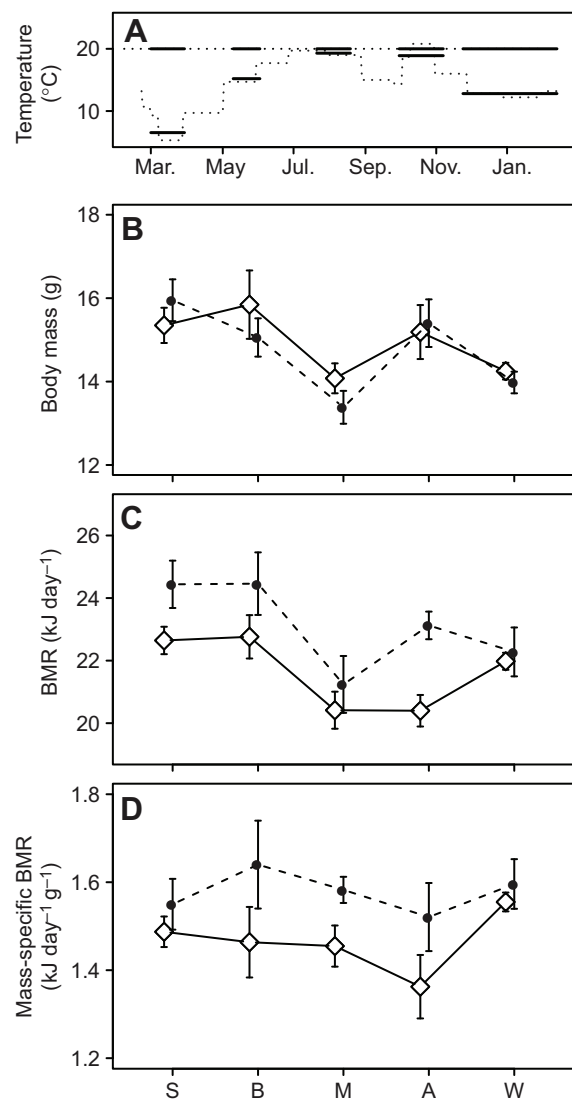 A
Temperature
(°C)
20
10
Mar. May Jul. Sep. Nov. Jan.
B
Body mass (g)
18
16
14
12
C
BMR (kJ day⁻¹)
26
24
22
20
D
Mass-specific BMR
(kJ day⁻¹ g⁻¹)
1.8
1.6
1.4
1.2
S B M A W